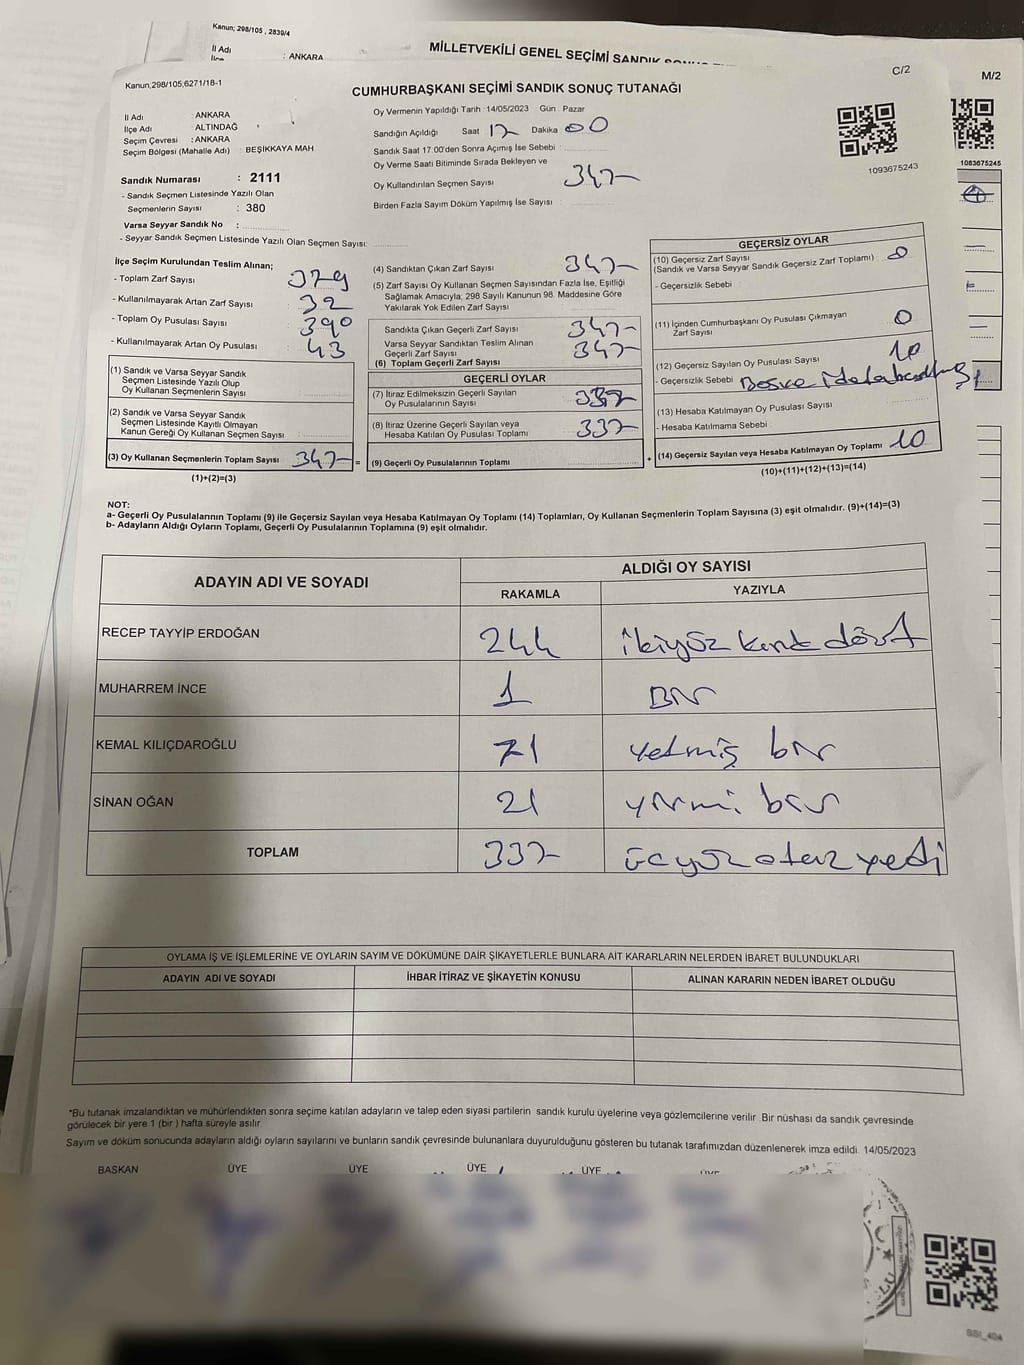 Kanun; 298/105 , 2839/4
İl Adı : ANKARA
MİLLETVEKİLİ GENEL SEÇİMİ SANDIK
M/2
1083675245
Kanun,298/105,6271/18-1
C/2
CUMHURBAŞKANI SEÇİMİ SANDIK SONUÇ TUTANAĞI
1093675243
İl Adı : ANKARA
İlçe Adı : ALTINDAĞ
Seçim Çevresi : ANKARA
Seçim Bölgesi (Mahalle Adı) : BEŞİKKAYA MAH
Sandık Numarası : 2111
- Sandık Seçmen Listesinde Yazılı Olan
Seçmenlerin Sayısı : 380
Varsa Seyyar Sandık No :
- Seyyar Sandık Seçmen Listesinde Yazılı Olan Seçmen Sayısı:
Oy Vermenin Yapıldığı Tarih :14/05/2023 Gün Pazar
Sandığın Açıldığı Saat 17 Dakika 00
Sandık Saat 17:00'den Sonra Açımış İse Sebebi :
Oy Verme Saati Bitiminde Sırada Bekleyen ve
Oy Kullandırılan Seçmen Sayısı : 347
Birden Fazla Sayım Döküm Yapılmış İse Sayısı :
İlçe Seçim Kurulundan Teslim Alınan;
- Toplam Zarf Sayısı : 379
- Kullanılmayarak Artan Zarf Sayısı : 32
- Toplam Oy Pusulası Sayısı : 390
- Kullanılmayarak Artan Oy Pusulası : 43
(1) Sandık ve Varsa Seyyar Sandık
Seçmen Listesinde Yazılı Olup
Oy Kullanan Seçmenlerin Sayısı
(2) Sandık ve Varsa Seyyar Sandık
Seçmen Listesinde Kayıtlı Olmayan
Kanun Gereği Oy Kullanan Seçmen Sayısı
(3) Oy Kullanan Seçmenlerin Toplam Sayısı 347 =
(1)+(2)=(3)
(4) Sandıktan Çıkan Zarf Sayısı 347
(5) Zarf Sayısı Oy Kullanan Seçmen Sayısından Fazla İse, Eşitliği
Sağlamak Amacıyla, 298 Sayılı Kanunun 98. Maddesine Göre
Yakılarak Yok Edilen Zarf Sayısı:
Sandıkta Çıkan Geçerli Zarf Sayısı 347
Varsa Seyyar Sandıktan Teslim Alınan
Geçerli Zarf Sayısı 347
(6) Toplam Geçerli Zarf Sayısı
GEÇERLİ OYLAR
(7) İtiraz Edilmeksizin Geçerli Sayılan
Oy Pusulalarının Sayısı 337
(8) İtiraz Üzerine Geçerli Sayılan veya
Hesaba Katılan Oy Pusulası Toplamı 337
(9) Geçerli Oy Pusulalarının Toplamı +
GEÇERSİZ OYLAR
(10) Geçersiz Zarf Sayısı
(Sandık ve Varsa Seyyar Sandık Geçersiz Zarf Toplamı) 0
- Geçersizlik Sebebi :
(11) İçinden Cumhurbaşkanı Oy Pusulası Çıkmayan
Zarf Sayısı 0
(12) Geçersiz Sayılan Oy Pusulası Sayısı 10
- Geçersizlik Sebebi
(13) Hesaba Katılmayan Oy Pusulası Sayısı
- Hesaba Katılmama Sebebi
(14) Geçersiz Sayılan veya Hesaba Katılmayan Oy Toplamı 10
(10)+(11)+(12)+(13)=(14)
NOT:
a- Geçerli Oy Pusulalarının Toplamı (9) ile Geçersiz Sayılan veya Hesaba Katılmayan Oy Toplamı (14) Toplamları, Oy Kullanan Seçmenlerin Toplam Sayısına (3) eşit olmalıdır. (9)+(14)=(3)
b- Adayların Aldığı Oyların Toplamı, Geçerli Oy Pusulalarının Toplamına (9) eşit olmalıdır.
ADAYIN ADI VE SOYADI
ALDIĞI OY SAYISI
RAKAMLA YAZIYLA
RECEP TAYYİP ERDOĞAN 244 ikiyüz kırk dört
MUHARREM İNCE 1 Bir
KEMAL KILIÇDAROĞLU 71 yetmiş bir
SİNAN OĞAN 21 yirmi bir
TOPLAM 337 üçyüz otuz yedi
OYLAMA İŞ VE İŞLEMLERİNE VE OYLARIN SAYIM VE DÖKÜMÜNE DAİR ŞİKAYETLERLE BUNLARA AİT KARARLARIN NELERDEN İBARET BULUNDUKLARI
ADAYIN ADI VE SOYADI İHBAR İTİRAZ VE ŞİKAYETİN KONUSU ALINAN KARARIN NEDEN İBARET OLDUĞU
*Bu tutanak imzalandıktan ve mühürlendikten sonra seçime katılan adayların ve talep eden siyasi partilerin sandık kurulu üyelerine veya gözlemcilerine verilir. Bir nüshası da sandık çevresinde
görülecek bir yere 1 (bir ) hafta süreyle asılır.
Sayım ve döküm sonucunda adayların aldığı oyların sayılarını ve bunların sandık çevresinde bulunanlara duyurulduğunu gösteren bu tutanak tarafımızdan düzenlenerek imza edildi. 14/05/2023
BAŞKAN ÜYE ÜYE ÜYE ÜYE ÜYE
SSI_404